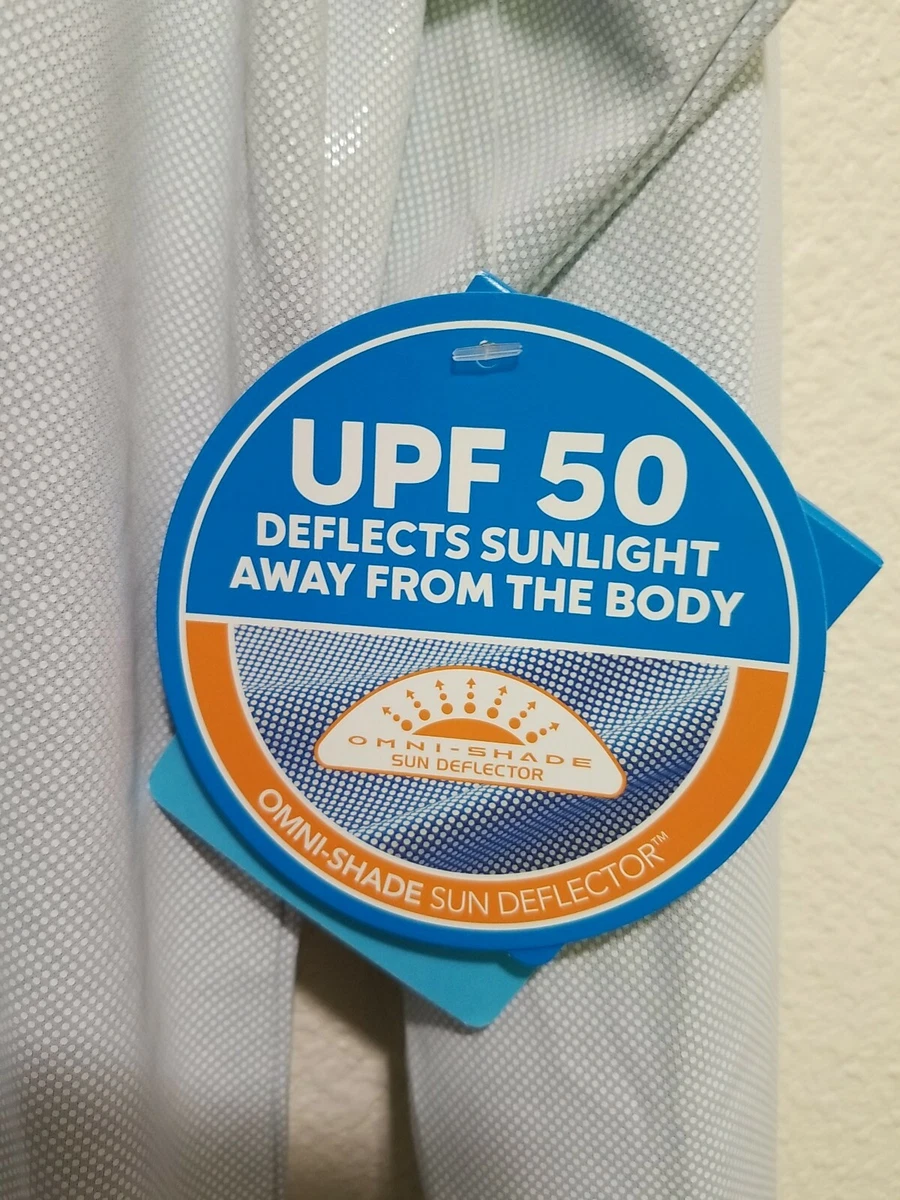 UPF 50
DEFLECTS SUNLIGHT
AWAY FROM THE BODY
OMNI-SHADE
SUN DEFLECTOR
OMNI-SHADE SUN DEFLECTOR™